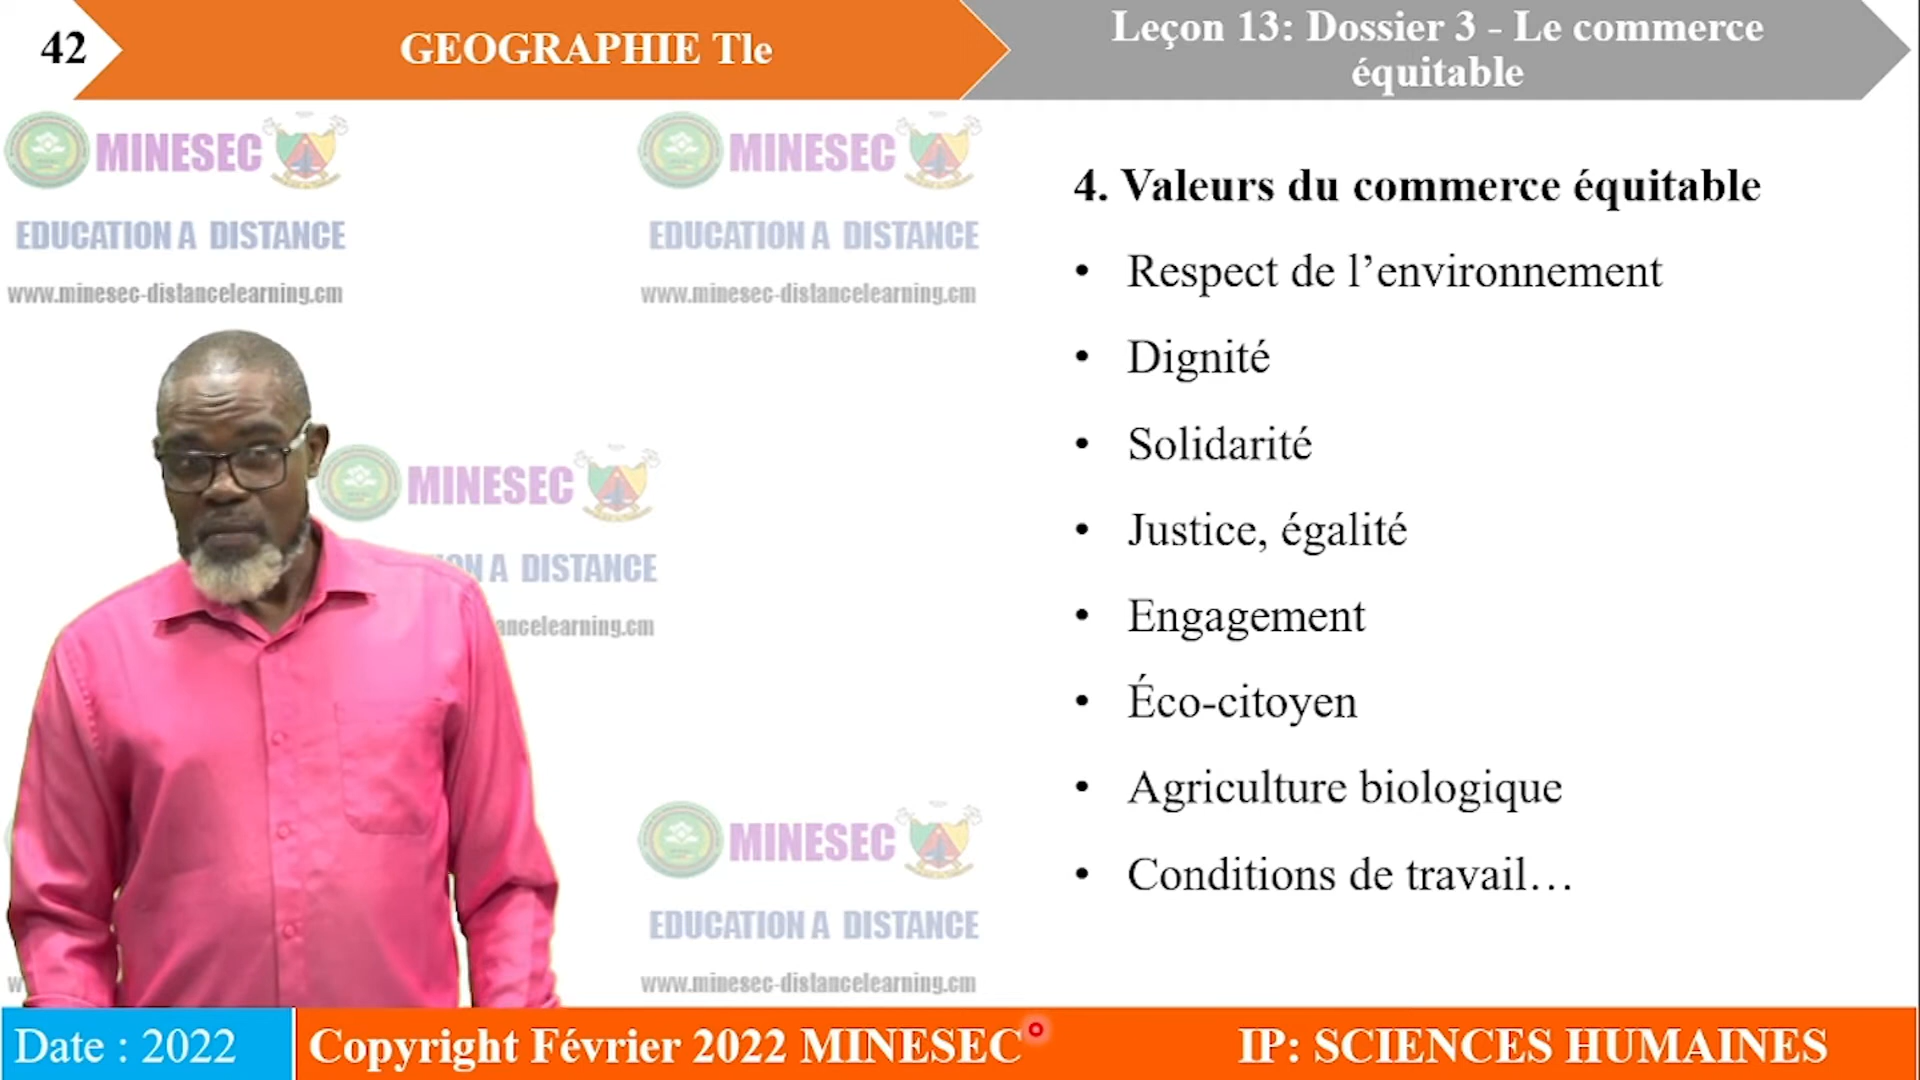 42
GEOGRAPHIE Tle
Leçon 13: Dossier 3 - Le commerce
équitable
MINESEC
EDUCATION A DISTANCE
www.minesec-distancelearning.cm
MINESEC
EDUCATION A DISTANCE
www.minesec-distancelearning.cm
4. Valeurs du commerce équitable
• Respect de l’environnement
• Dignité
• Solidarité
• Justice, égalité
• Engagement
• Éco-citoyen
• Agriculture biologique
• Conditions de travail…
MINESEC
ON A DISTANCE
ancelearning.cm
MINESEC
EDUCATION A DISTANCE
www.minesec-distancelearning.cm
Date : 2022
Copyright Février 2022 MINESEC
IP: SCIENCES HUMAINES